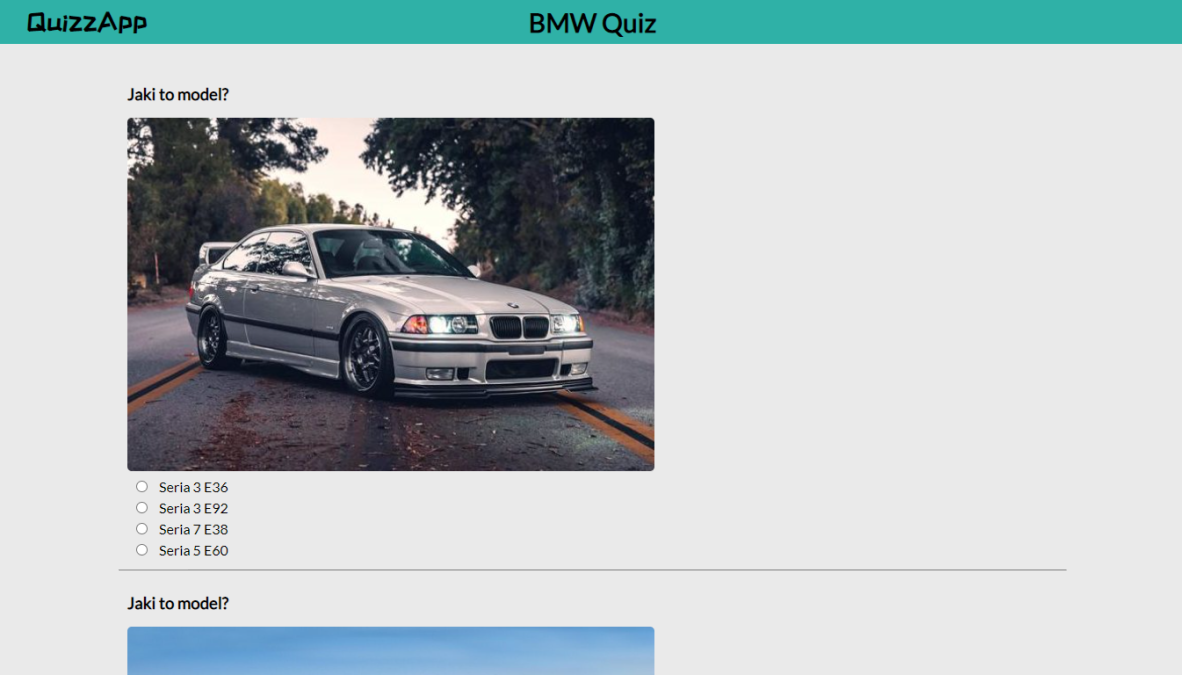 QuizzApp
BMW Quiz
Jaki to model?
Seria 3 E36
Seria 3 E92
Seria 7 E38
Seria 5 E60
Jaki to model?